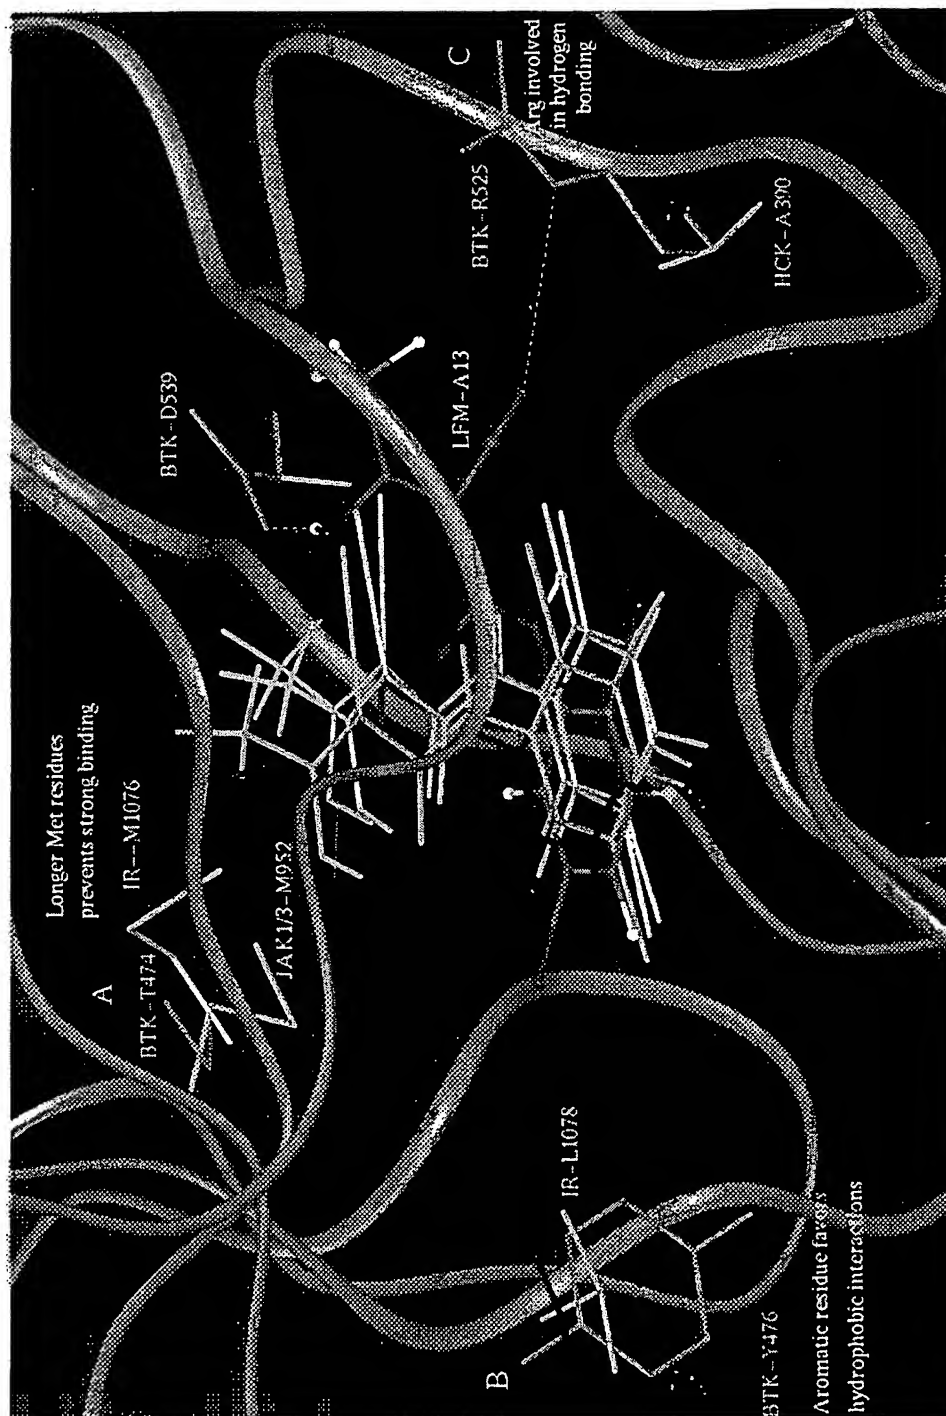 Longer Met residues
prevents strong binding
A
IR--M1076
BTK-T474
BTK-D539
JAK1/3-M952
C
Arg involved
in hydrogen
bonding
LFM-A13
BTK-R525
B
IR-L1078
HCK-A390
BTK-Y476
Aromatic residue favors
hydrophobic interactions